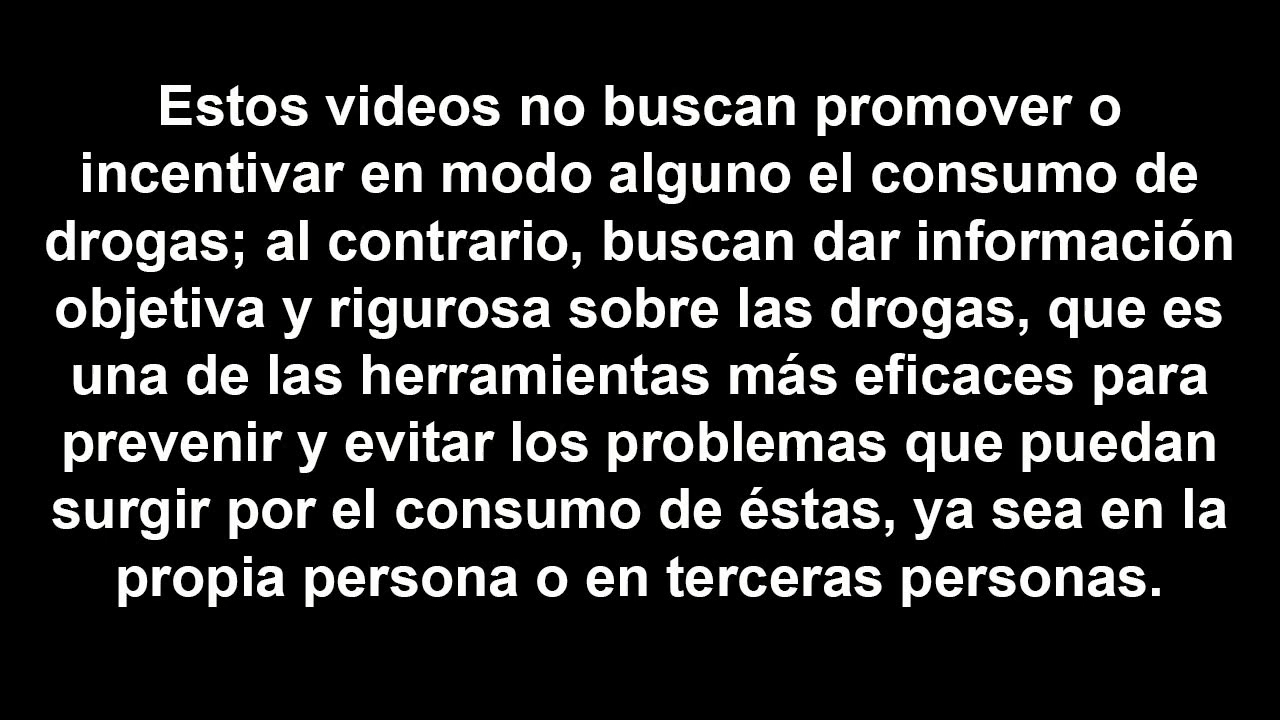 Estos videos no buscan promover o
incentivar en modo alguno el consumo de
drogas; al contrario, buscan dar información
objetiva y rigurosa sobre las drogas, que es
una de las herramientas más eficaces para
prevenir y evitar los problemas que puedan
surgir por el consumo de éstas, ya sea en la
propia persona o en terceras personas.